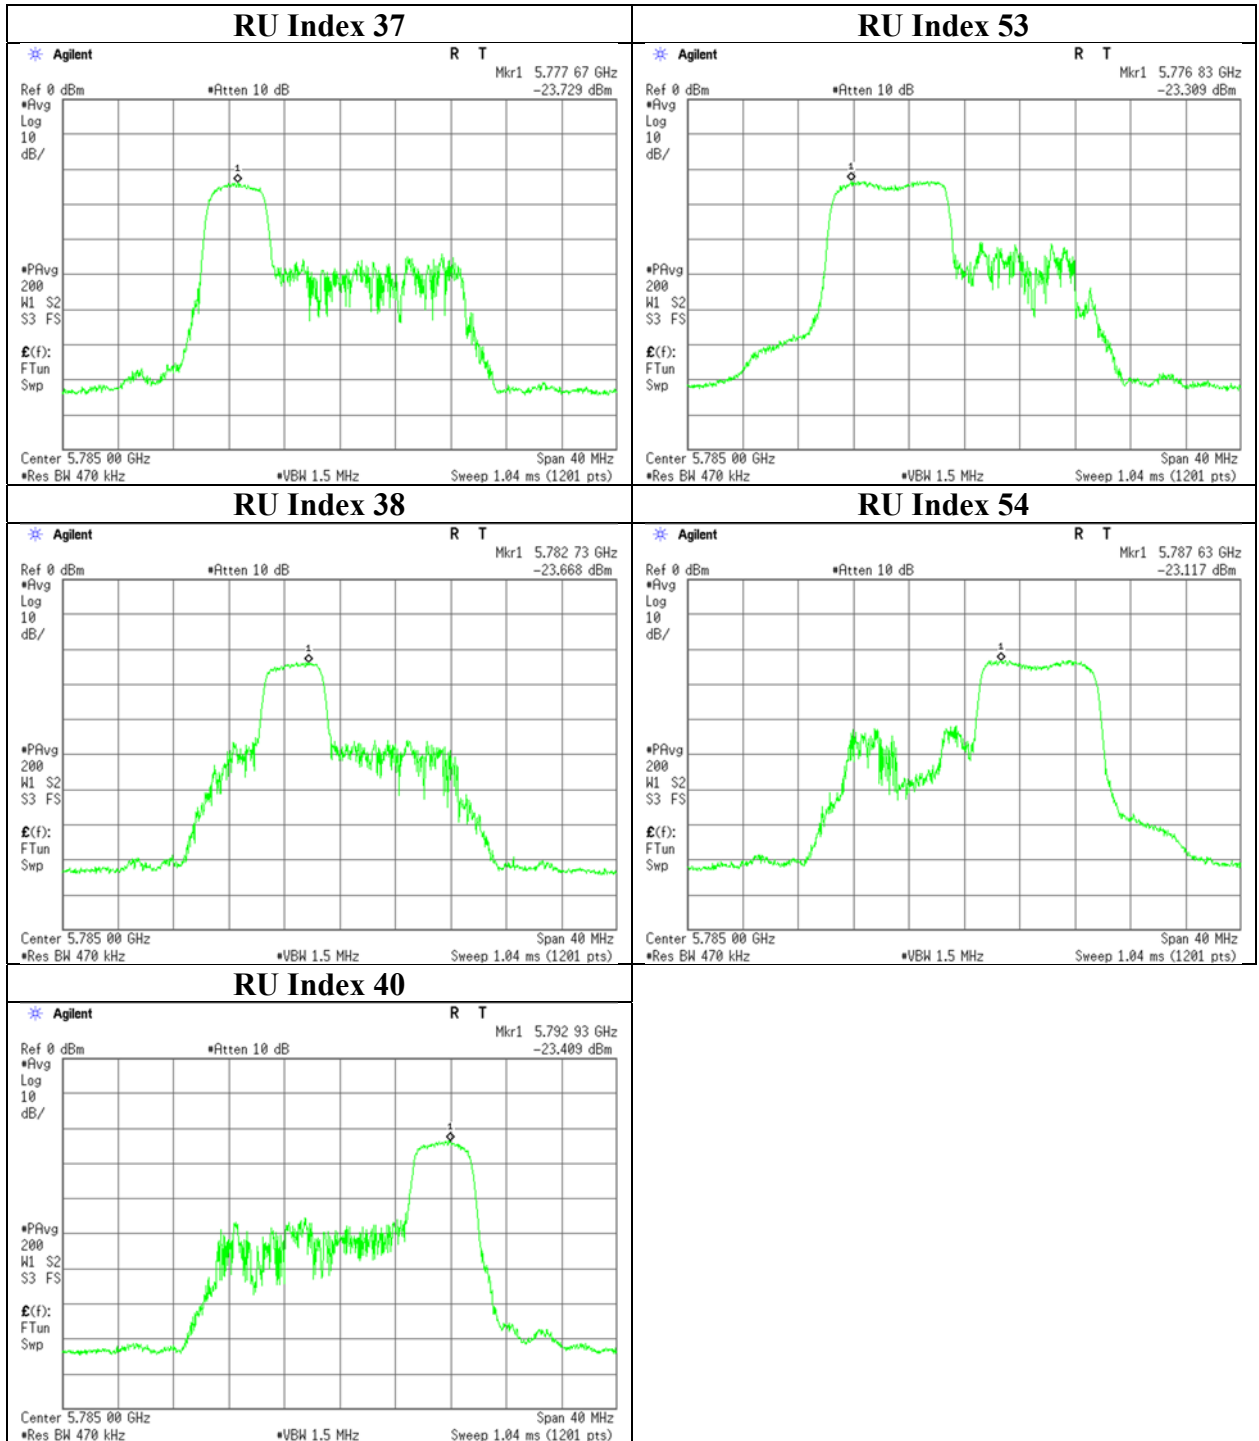 RU Index 37
Agilent R T
Mkr1 5.777 67 GHz
Ref 0 dBm #Atten 10 dB -23.729 dBm
#Avg
Log
10
dB/
1
#PAvg
200
W1 S2
S3 FS
£(f):
FTun
Swp
Center 5.785 00 GHz Span 40 MHz
#Res BW 470 kHz #VBW 1.5 MHz Sweep 1.04 ms (1201 pts)
RU Index 53
Agilent R T
Mkr1 5.776 83 GHz
Ref 0 dBm #Atten 10 dB -23.309 dBm
#Avg
Log
10
dB/
1
#PAvg
200
W1 S2
S3 FS
£(f):
FTun
Swp
Center 5.785 00 GHz Span 40 MHz
#Res BW 470 kHz #VBW 1.5 MHz Sweep 1.04 ms (1201 pts)
RU Index 38
Agilent R T
Mkr1 5.782 73 GHz
Ref 0 dBm #Atten 10 dB -23.668 dBm
#Avg
Log
10
dB/
1
#PAvg
200
W1 S2
S3 FS
£(f):
FTun
Swp
Center 5.785 00 GHz Span 40 MHz
#Res BW 470 kHz #VBW 1.5 MHz Sweep 1.04 ms (1201 pts)
RU Index 54
Agilent R T
Mkr1 5.787 63 GHz
Ref 0 dBm #Atten 10 dB -23.117 dBm
#Avg
Log
10
dB/
1
#PAvg
200
W1 S2
S3 FS
£(f):
FTun
Swp
Center 5.785 00 GHz Span 40 MHz
#Res BW 470 kHz #VBW 1.5 MHz Sweep 1.04 ms (1201 pts)
RU Index 40
Agilent R T
Mkr1 5.792 93 GHz
Ref 0 dBm #Atten 10 dB -23.409 dBm
#Avg
Log
10
dB/
1
#PAvg
200
W1 S2
S3 FS
£(f):
FTun
Swp
Center 5.785 00 GHz Span 40 MHz
#Res BW 470 kHz #VBW 1.5 MHz Sweep 1.04 ms (1201 pts)